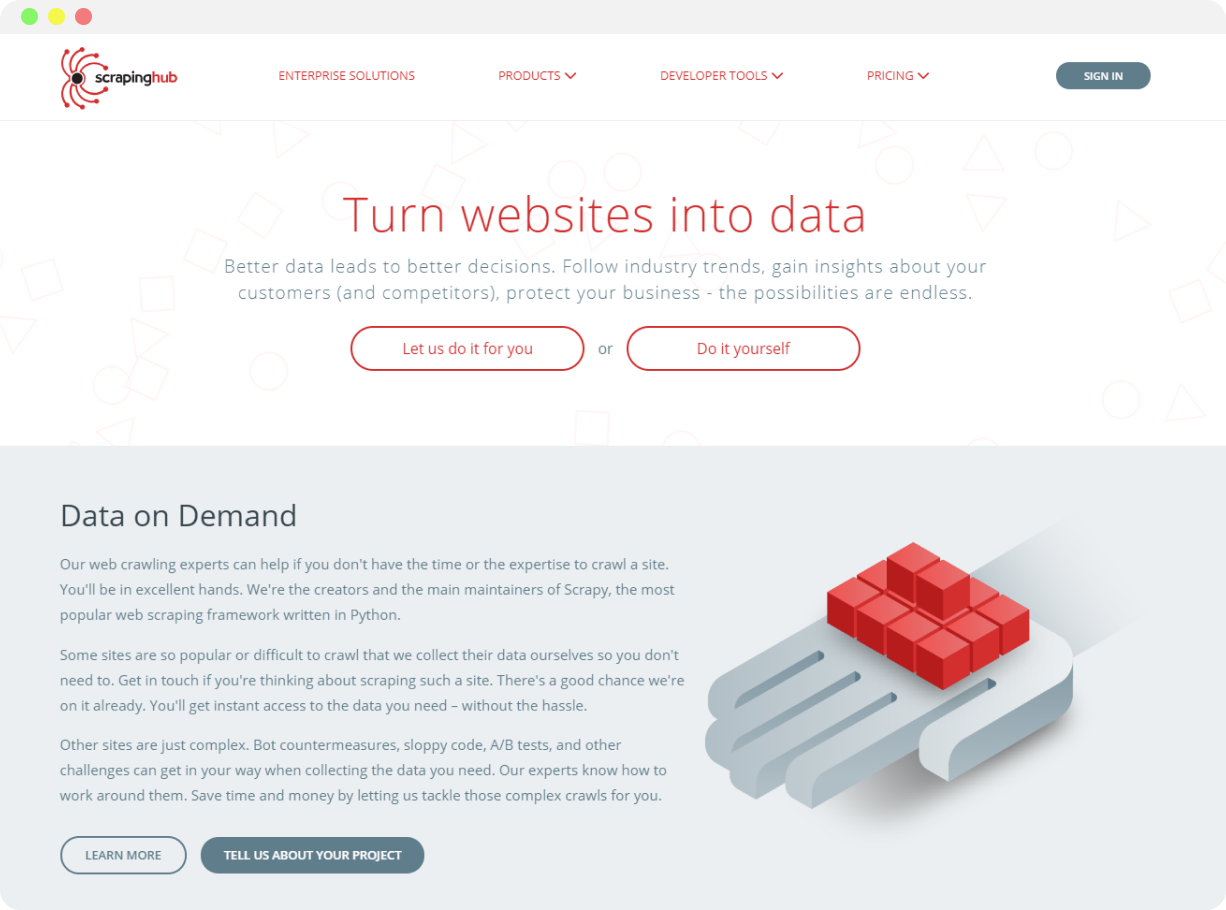 scrapinghub
ENTERPRISE SOLUTIONS
PRODUCTS
DEVELOPER TOOLS
PRICING
SIGN IN
Turn websites into data
Better data leads to better decisions. Follow industry trends, gain insights about your
customers (and competitors), protect your business - the possibilities are endless.
Let us do it for you
or
Do it yourself
Data on Demand
Our web crawling experts can help if you don't have the time or the expertise to crawl a site.
You'll be in excellent hands. We're the creators and the main maintainers of Scrapy, the most
popular web scraping framework written in Python.
Some sites are so popular or difficult to crawl that we collect their data ourselves so you don't
need to. Get in touch if you're thinking about scraping such a site. There's a good chance we're
on it already. You'll get instant access to the data you need – without the hassle.
Other sites are just complex. Bot countermeasures, sloppy code, A/B tests, and other
challenges can get in your way when collecting the data you need. Our experts know how to
work around them. Save time and money by letting us tackle those complex crawls for you.
LEARN MORE
TELL US ABOUT YOUR PROJECT